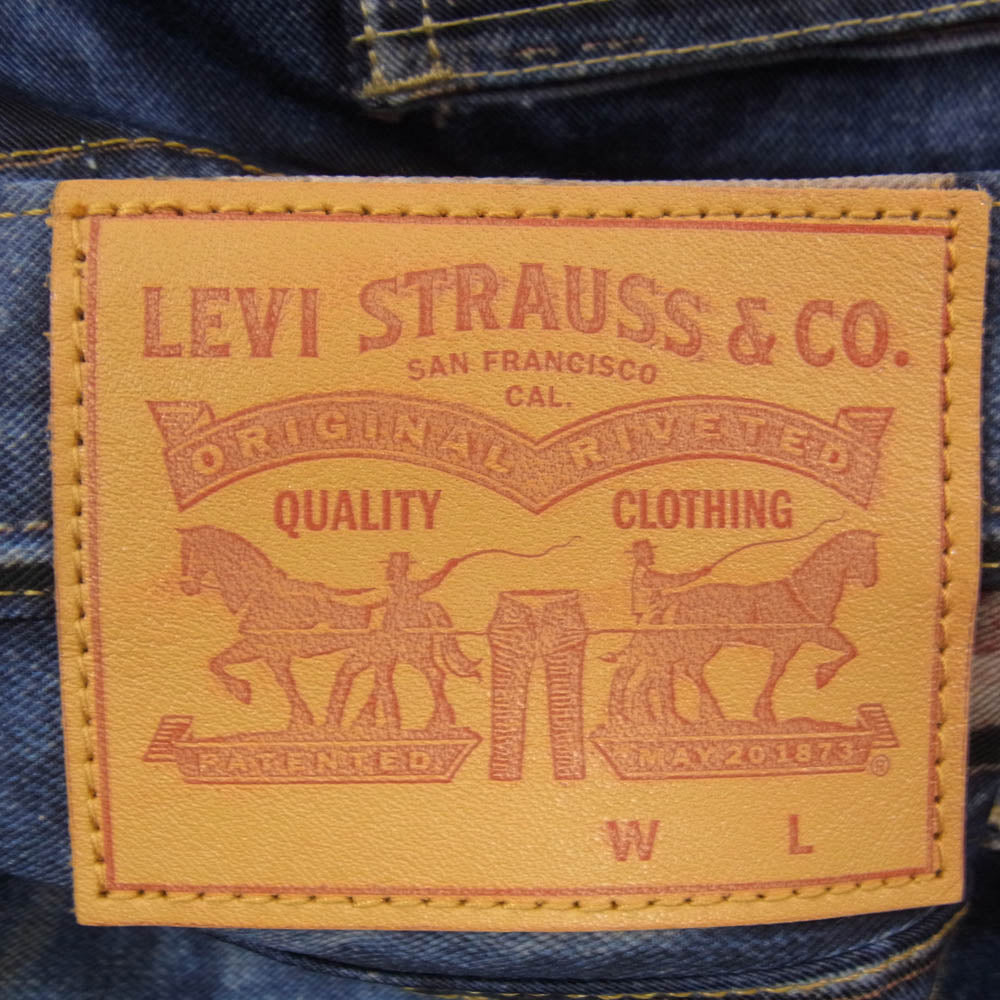 LEVI STRAUSS & CO.
SAN FRANCISCO
CAL.
ORIGINAL RIVETED
QUALITY CLOTHING
PATENTED MAY 20 1873 ®
W L